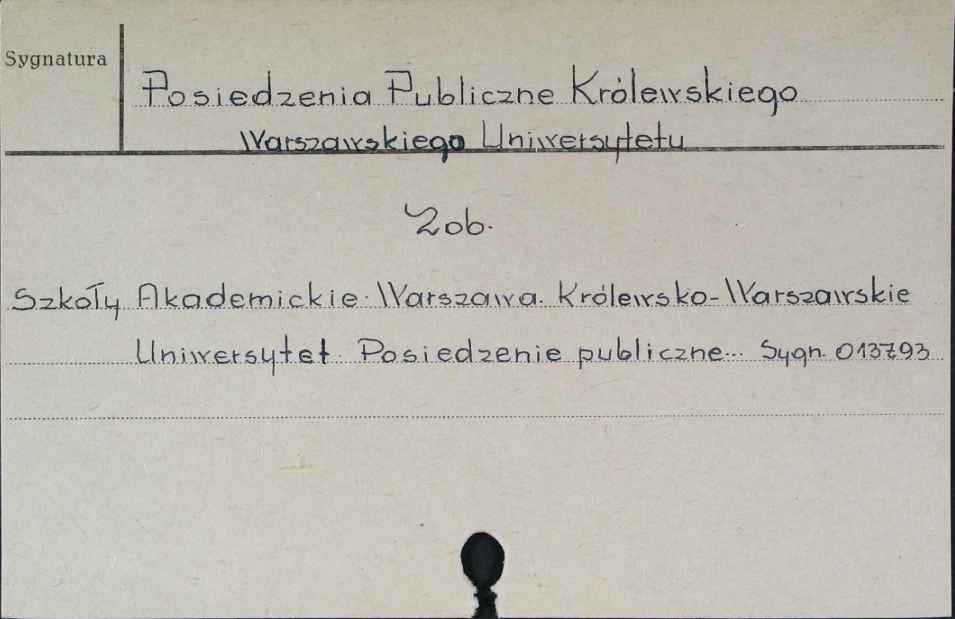 Sygnatura
Posiedzenia Publiczne Królewskiego
Warszawskiego Uniwersytetu
Zob.
Szkoły Akademickie. Warszawa. Królewsko-Warszawskie
Uniwersytet. Posiedzenie publiczne... Sygn. 013793